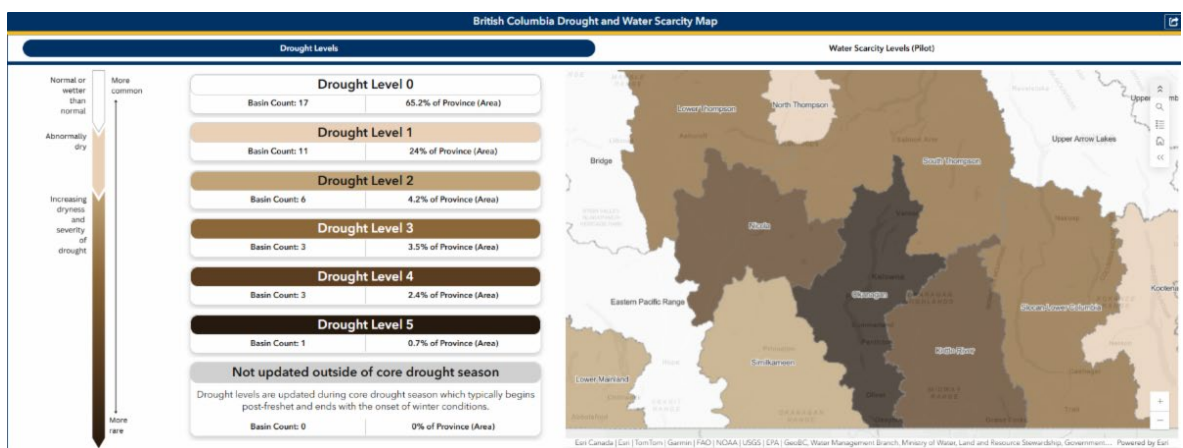 British Columbia Drought and Water Scarcity Map
Drought Levels
Water Scarcity Levels (Pilot)
Normal or
wetter
than
normal
More
common
Abnormally
dry
Increasing
dryness
and
severity
of
drought
More
rare
Drought Level 0
Basin Count: 17
65.2% of Province (Area)
Drought Level 1
Basin Count: 11
24% of Province (Area)
Drought Level 2
Basin Count: 6
4.2% of Province (Area)
Drought Level 3
Basin Count: 3
3.5% of Province (Area)
Drought Level 4
Basin Count: 3
2.4% of Province (Area)
Drought Level 5
Basin Count: 1
0.7% of Province (Area)
Not updated outside of core drought season
Drought levels are updated during core drought season which typically begins
post-freshet and ends with the onset of winter conditions.
Basin Count: 0
0% of Province (Area)
Lower Thompson
North Thompson
Upper Arrow Lakes
Bridge
South Thompson
Nicola
Eastern Pacific Range
Okanagan
Slocan Lower Columbia
Similkameen
Kettle River
Lower Mainland
Esri Canada | Esri | TomTom | Garmin | FAO | NOAA | USGS | EPA | GeoBC, Water Management Branch, Ministry of Water, Land and Resource Stewardship, Government...
Powered by Esri